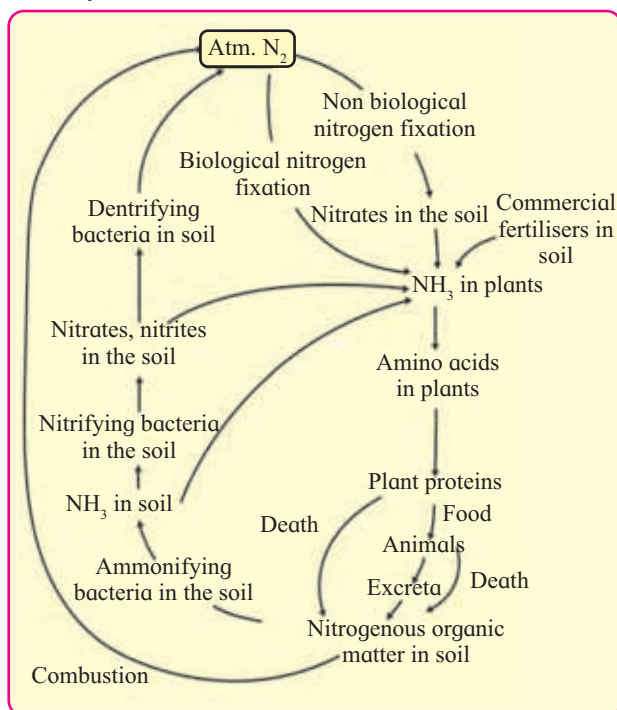 Atm. N₂
Non biological
nitrogen fixation
Biological nitrogen
fixation
Dentrifying
bacteria in soil
Nitrates in the soil
Commercial
fertilisers in
soil
NH₃ in plants
Nitrates, nitrites
in the soil
Amino acids
in plants
Nitrifying bacteria
in the soil
Plant proteins
NH₃ in soil
Food
Death
Animals
Ammonifying
bacteria in the soil
Excreta
Death
Nitrogenous organic
matter in soil
Combustion